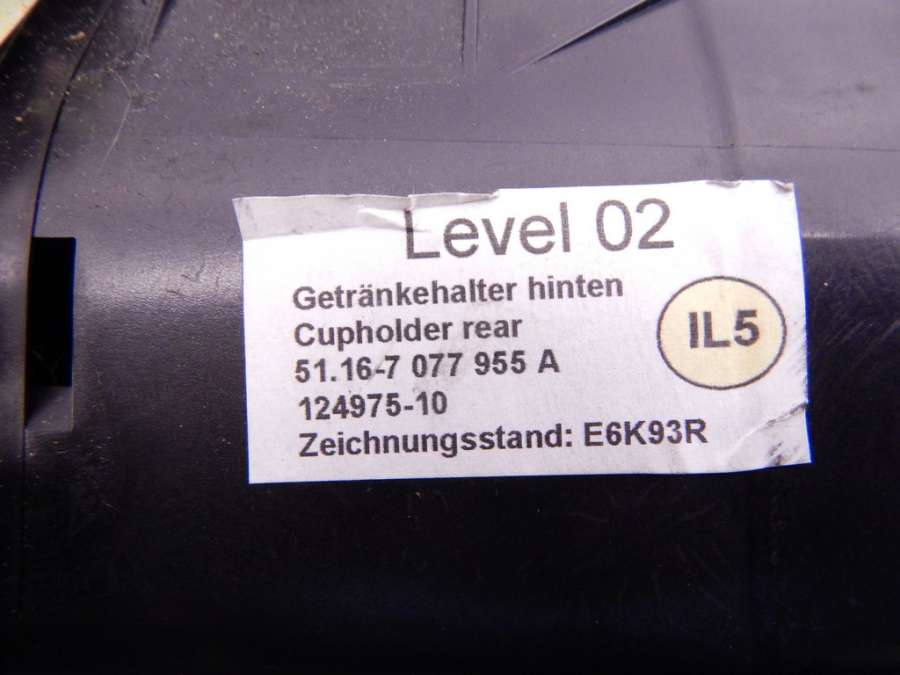 Level 02
Getränkehalter hinten
Cupholder rear
IL5
51.16-7 077 955 A
124975-10
Zeichnungsstand: E6K93R